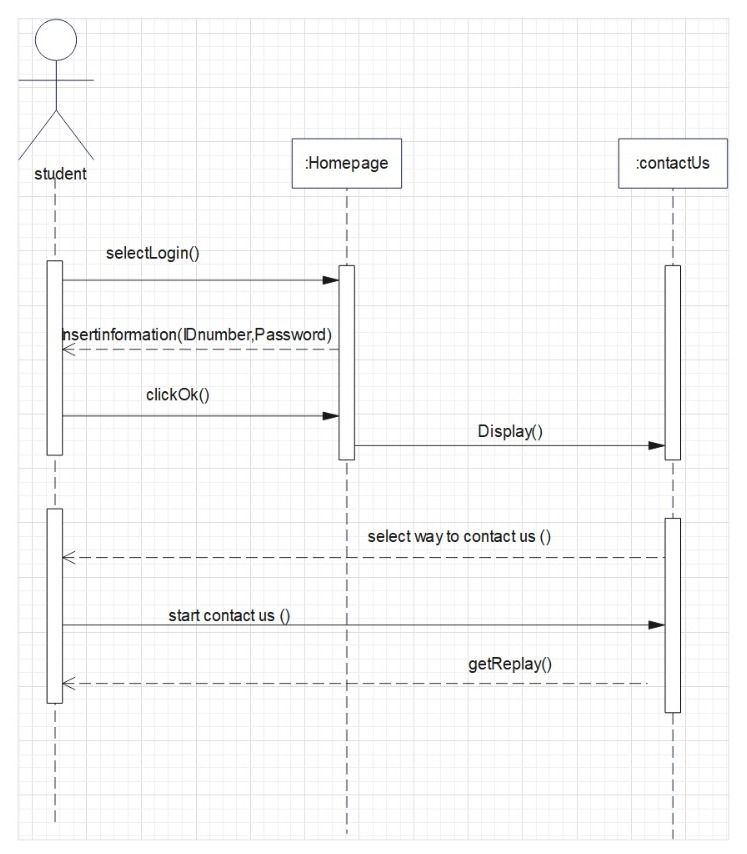 student
:Homepage
:contactUs
selectLogin()
Insertinformation(IDnumber,Password)
clickOk()
Display()
select way to contact us ()
start contact us ()
getReplay()